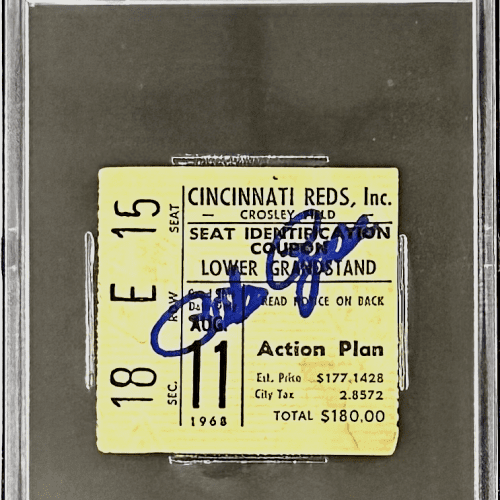 CINCINNATI REDS, Inc.
CROSLEY FIELD
SEAT IDENTIFICATION
COUPON
LOWER GRANDSTAND
READ NOTICE ON BACK
AUG.
11
1968
Action Plan
Est. Price $177.1428
City Tax 2.8572
TOTAL $180.00
15 SEAT
E ROW
18 SEC.